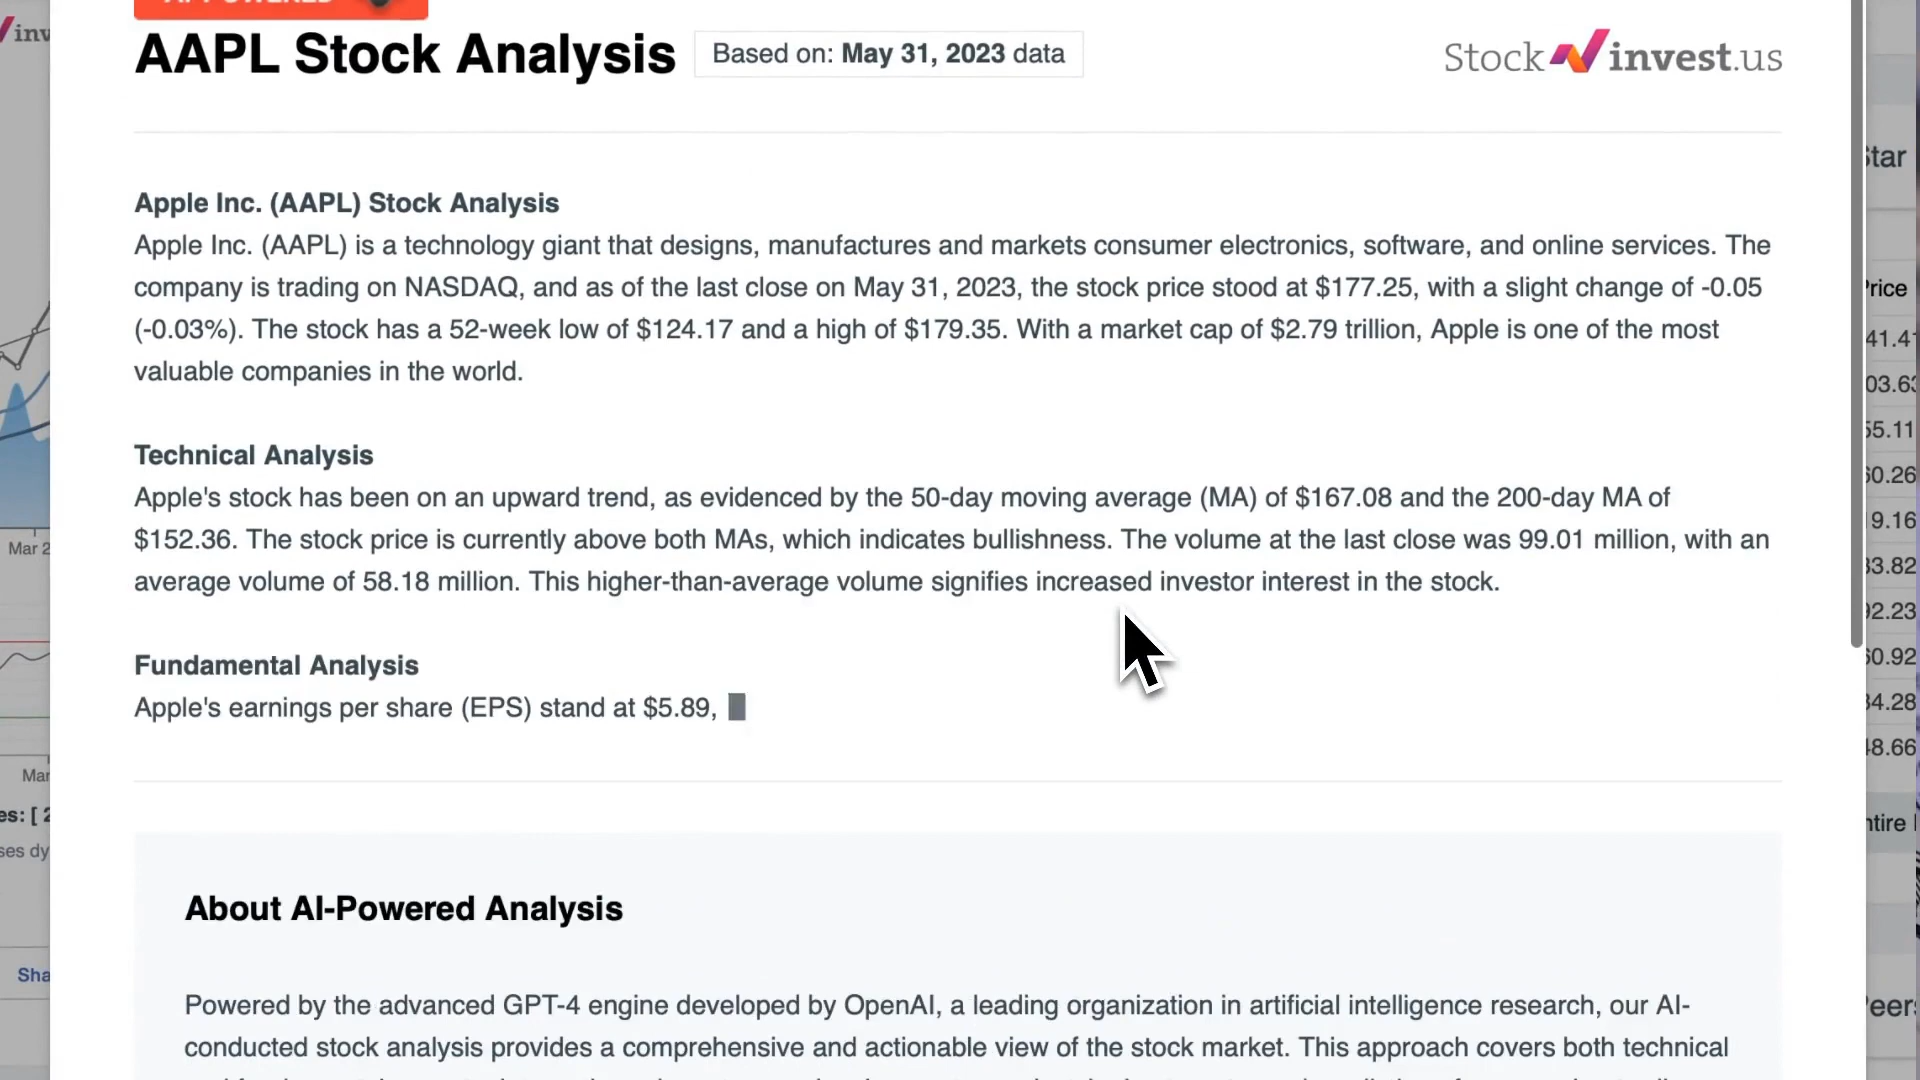 AAPL Stock Analysis
Based on: May 31, 2023 data
Stock invest.us
Apple Inc. (AAPL) Stock Analysis
Apple Inc. (AAPL) is a technology giant that designs, manufactures and markets consumer electronics, software, and online services. The
company is trading on NASDAQ, and as of the last close on May 31, 2023, the stock price stood at $177.25, with a slight change of -0.05
(-0.03%). The stock has a 52-week low of $124.17 and a high of $179.35. With a market cap of $2.79 trillion, Apple is one of the most
valuable companies in the world.
Technical Analysis
Apple's stock has been on an upward trend, as evidenced by the 50-day moving average (MA) of $167.08 and the 200-day MA of
$152.36. The stock price is currently above both MAs, which indicates bullishness. The volume at the last close was 99.01 million, with an
average volume of 58.18 million. This higher-than-average volume signifies increased investor interest in the stock.
Fundamental Analysis
Apple's earnings per share (EPS) stand at $5.89,
About AI-Powered Analysis
Powered by the advanced GPT-4 engine developed by OpenAI, a leading organization in artificial intelligence research, our AI-
conducted stock analysis provides a comprehensive and actionable view of the stock market. This approach covers both technical